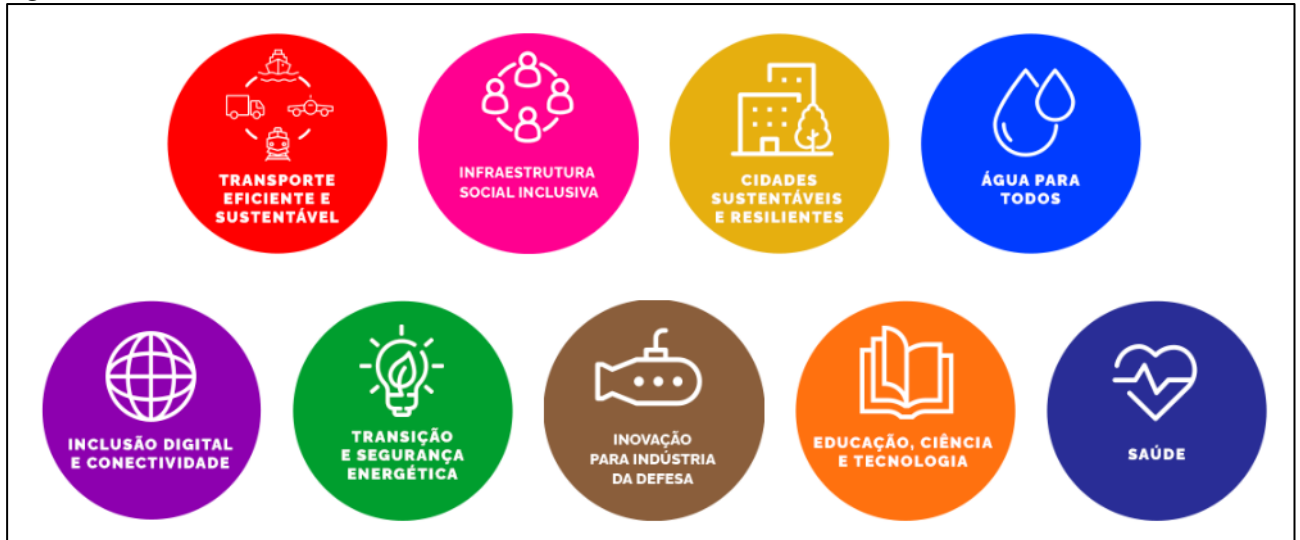 TRANSPORTE
EFICIENTE E
SUSTENTÁVEL
INFRAESTRUTURA
SOCIAL INCLUSIVA
CIDADES
SUSTENTÁVEIS
E RESILIENTES
ÁGUA PARA
TODOS
INCLUSÃO DIGITAL
E CONECTIVIDADE
TRANSIÇÃO
E SEGURANÇA
ENERGÉTICA
INOVAÇÃO
PARA INDÚSTRIA
DA DEFESA
EDUCAÇÃO, CIÊNCIA
E TECNOLOGIA
SAÚDE